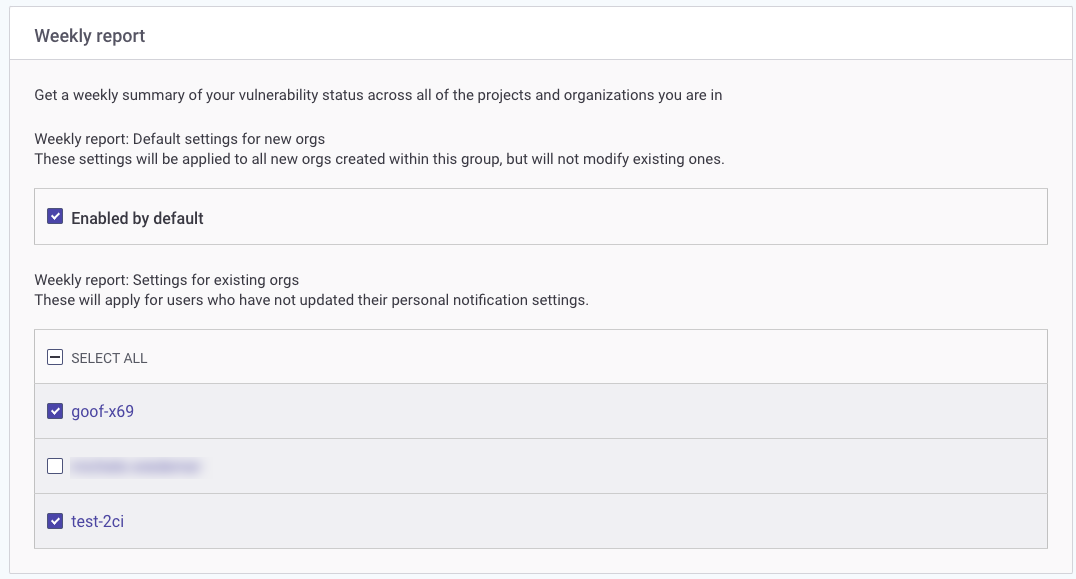 Weekly report
Get a weekly summary of your vulnerability status across all of the projects and organizations you are in
Weekly report: Default settings for new orgs
These settings will be applied to all new orgs created within this group, but will not modify existing ones.
Enabled by default
Weekly report: Settings for existing orgs
These will apply for users who have not updated their personal notification settings.
SELECT ALL
goof-x69
test-2ci